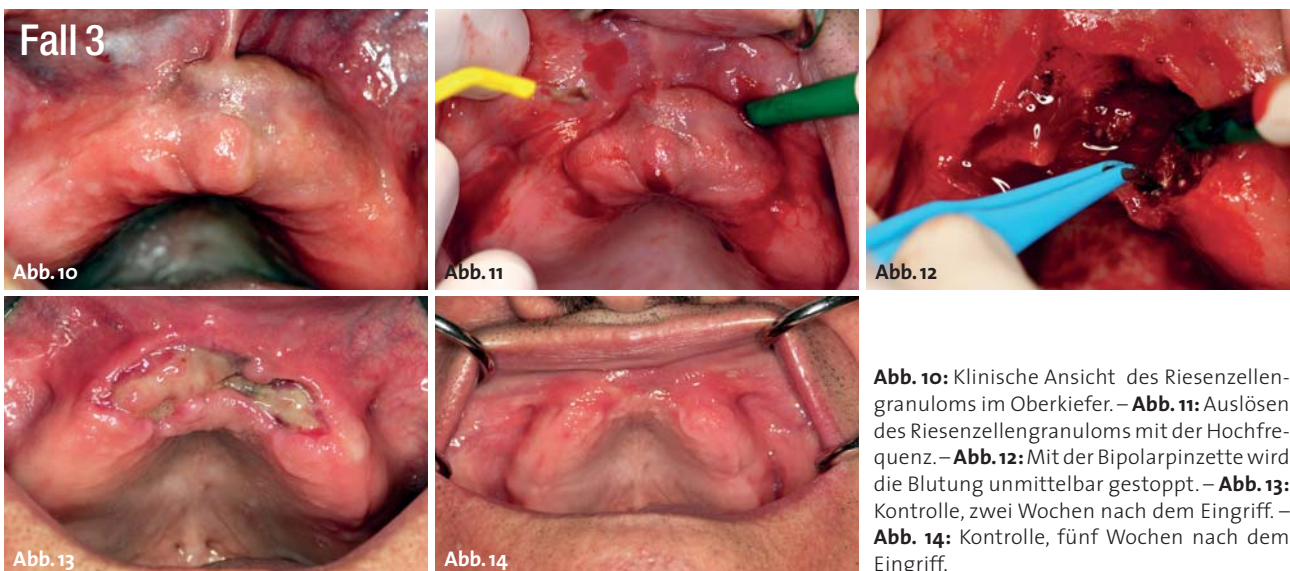 Fall 3
Abb. 10
Abb. 11
Abb. 12
Abb. 13
Abb. 14
Abb. 10: Klinische Ansicht des Riesenzellen-
granuloms im Oberkiefer. – Abb. 11: Auslösen
des Riesenzellengranuloms mit der Hochfre-
quenz. – Abb. 12: Mit der Bipolarpinzette wird
die Blutung unmittelbar gestoppt. – Abb. 13:
Kontrolle, zwei Wochen nach dem Eingriff. –
Abb. 14: Kontrolle, fünf Wochen nach dem
Eingriff.